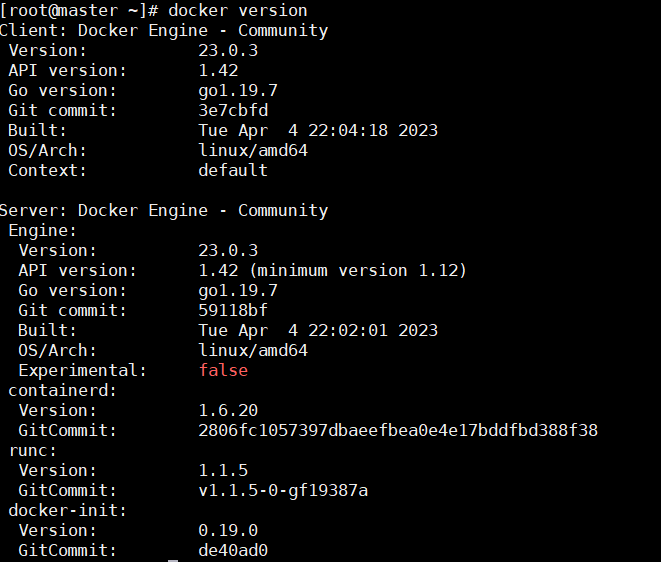 [root@master ~]# docker version
Client: Docker Engine - Community
 Version:           23.0.3
 API version:       1.42
 Go version:        go1.19.7
 Git commit:        3e7cbfd
 Built:             Tue Apr  4 22:04:18 2023
 OS/Arch:           linux/amd64
 Context:           default

Server: Docker Engine - Community
 Engine:
  Version:          23.0.3
  API version:      1.42 (minimum version 1.12)
  Go version:       go1.19.7
  Git commit:       59118bf
  Built:            Tue Apr  4 22:02:01 2023
  OS/Arch:          linux/amd64
  Experimental:     false
 containerd:
  Version:          1.6.20
  GitCommit:        2806fc1057397dbaeefbea0e4e17bddfbd388f38
 runc:
  Version:          1.1.5
  GitCommit:        v1.1.5-0-gf19387a
 docker-init:
  Version:          0.19.0
  GitCommit:        de40ad0